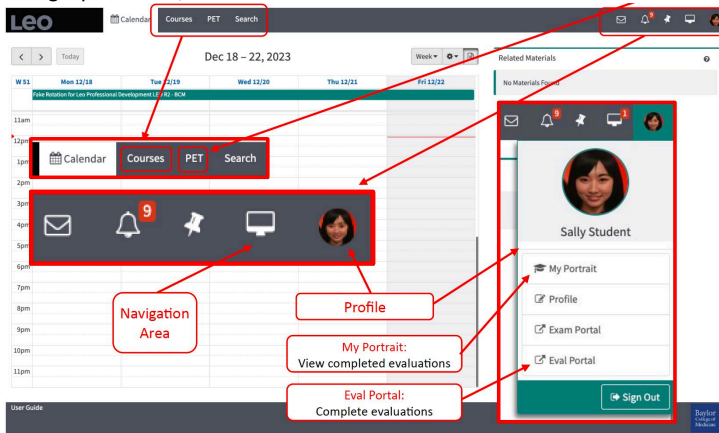 Leo
Calendar Courses PET Search
9
Today
Dec 18 – 22, 2023
Week
Related Materials
No Materials Found
W 51 Mon 12/18 Tue 12/19 Wed 12/20 Thu 12/21 Fri 12/22
Fake Rotation for Leo Professional Development LEO R2 - BCM
11am
12pm
1pm
2pm
3pm
4pm
5pm
6pm
7pm
8pm
9pm
10pm
11pm
Calendar Courses PET Search
9
9 1
Sally Student
My Portrait
Profile
Exam Portal
Eval Portal
Sign Out
Navigation
Area
Profile
My Portrait:
View completed evaluations
Eval Portal:
Complete evaluations
User Guide
Baylor
College of
Medicine